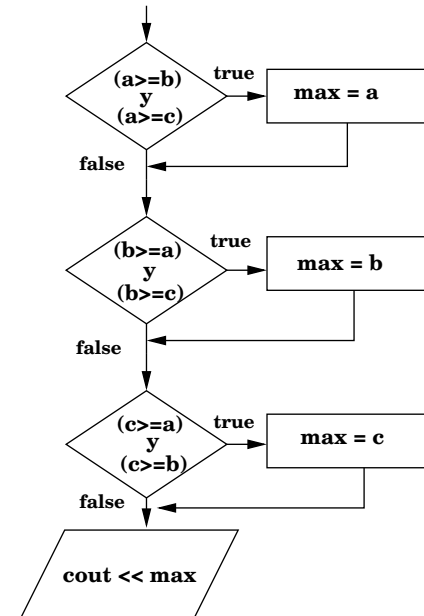 (a>=b)
y
(a>=c)
true
max = a
false
(b>=a)
y
(b>=c)
true
max = b
false
(c>=a)
y
(c>=b)
true
max = c
false
cout << max